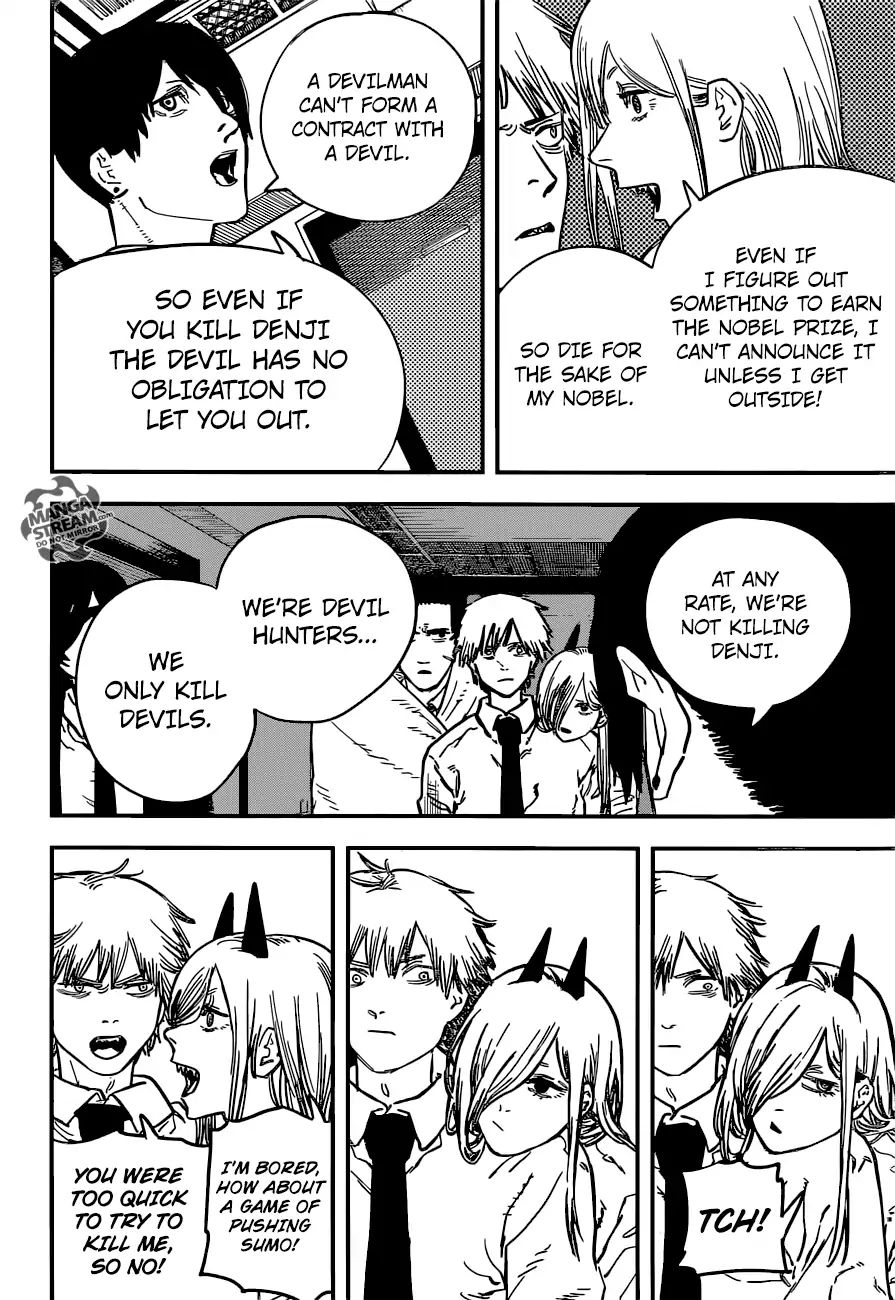 EVEN IF
I FIGURE OUT
SOMETHING TO EARN
THE NOBEL PRIZE, I
CAN'T ANNOUNCE IT
UNLESS I GET
OUTSIDE!
SO DIE FOR
THE SAKE OF
MY NOBEL.
A DEVILMAN
CAN'T FORM A
CONTRACT WITH
A DEVIL.
SO EVEN IF
YOU KILL DENJI
THE DEVIL HAS NO
OBLIGATION TO
LET YOU OUT.
MANGA
STREAM.com
DO NOT MIRROR
AT ANY
RATE, WE'RE
NOT KILLING
DENJI.
WE'RE DEVIL
HUNTERS...
WE
ONLY KILL
DEVILS.
TCH!
I'M BORED,
HOW ABOUT
A GAME OF
PUSHING
SUMO!
YOU WERE
TOO QUICK
TO TRY TO
KILL ME,
SO NO!